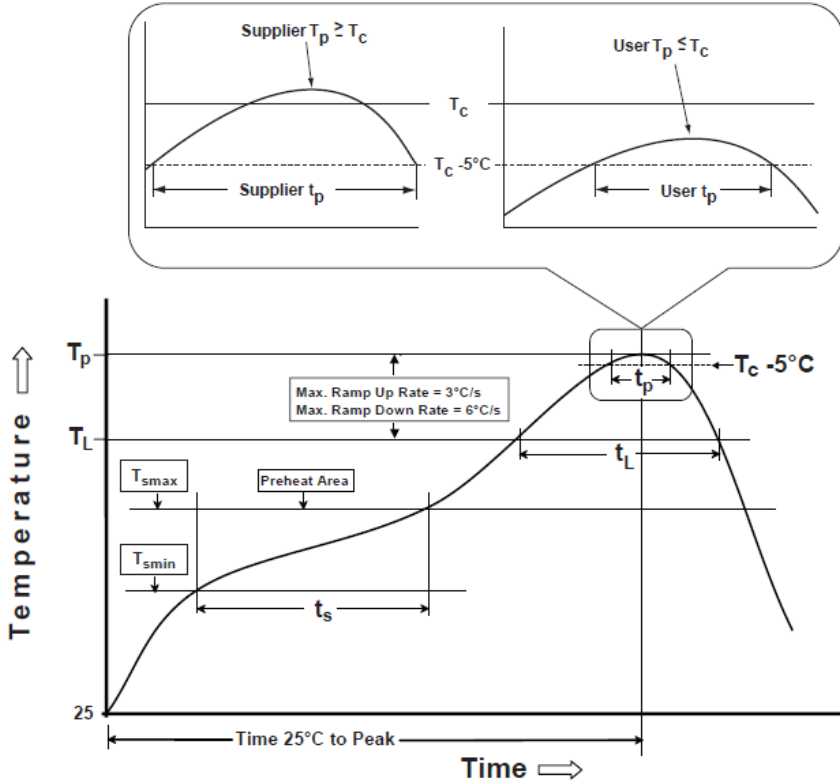 Supplier Tp ≥ Tc
User Tp ≤ Tc
Tc
Tc -5°C
Supplier tp
User tp
Tp
Tc -5°C
tp
Max. Ramp Up Rate = 3°C/s
Max. Ramp Down Rate = 6°C/s
TL
tL
Tsmax
Preheat Area
Tsmin
ts
Temperature
25
Time 25°C to Peak
Time